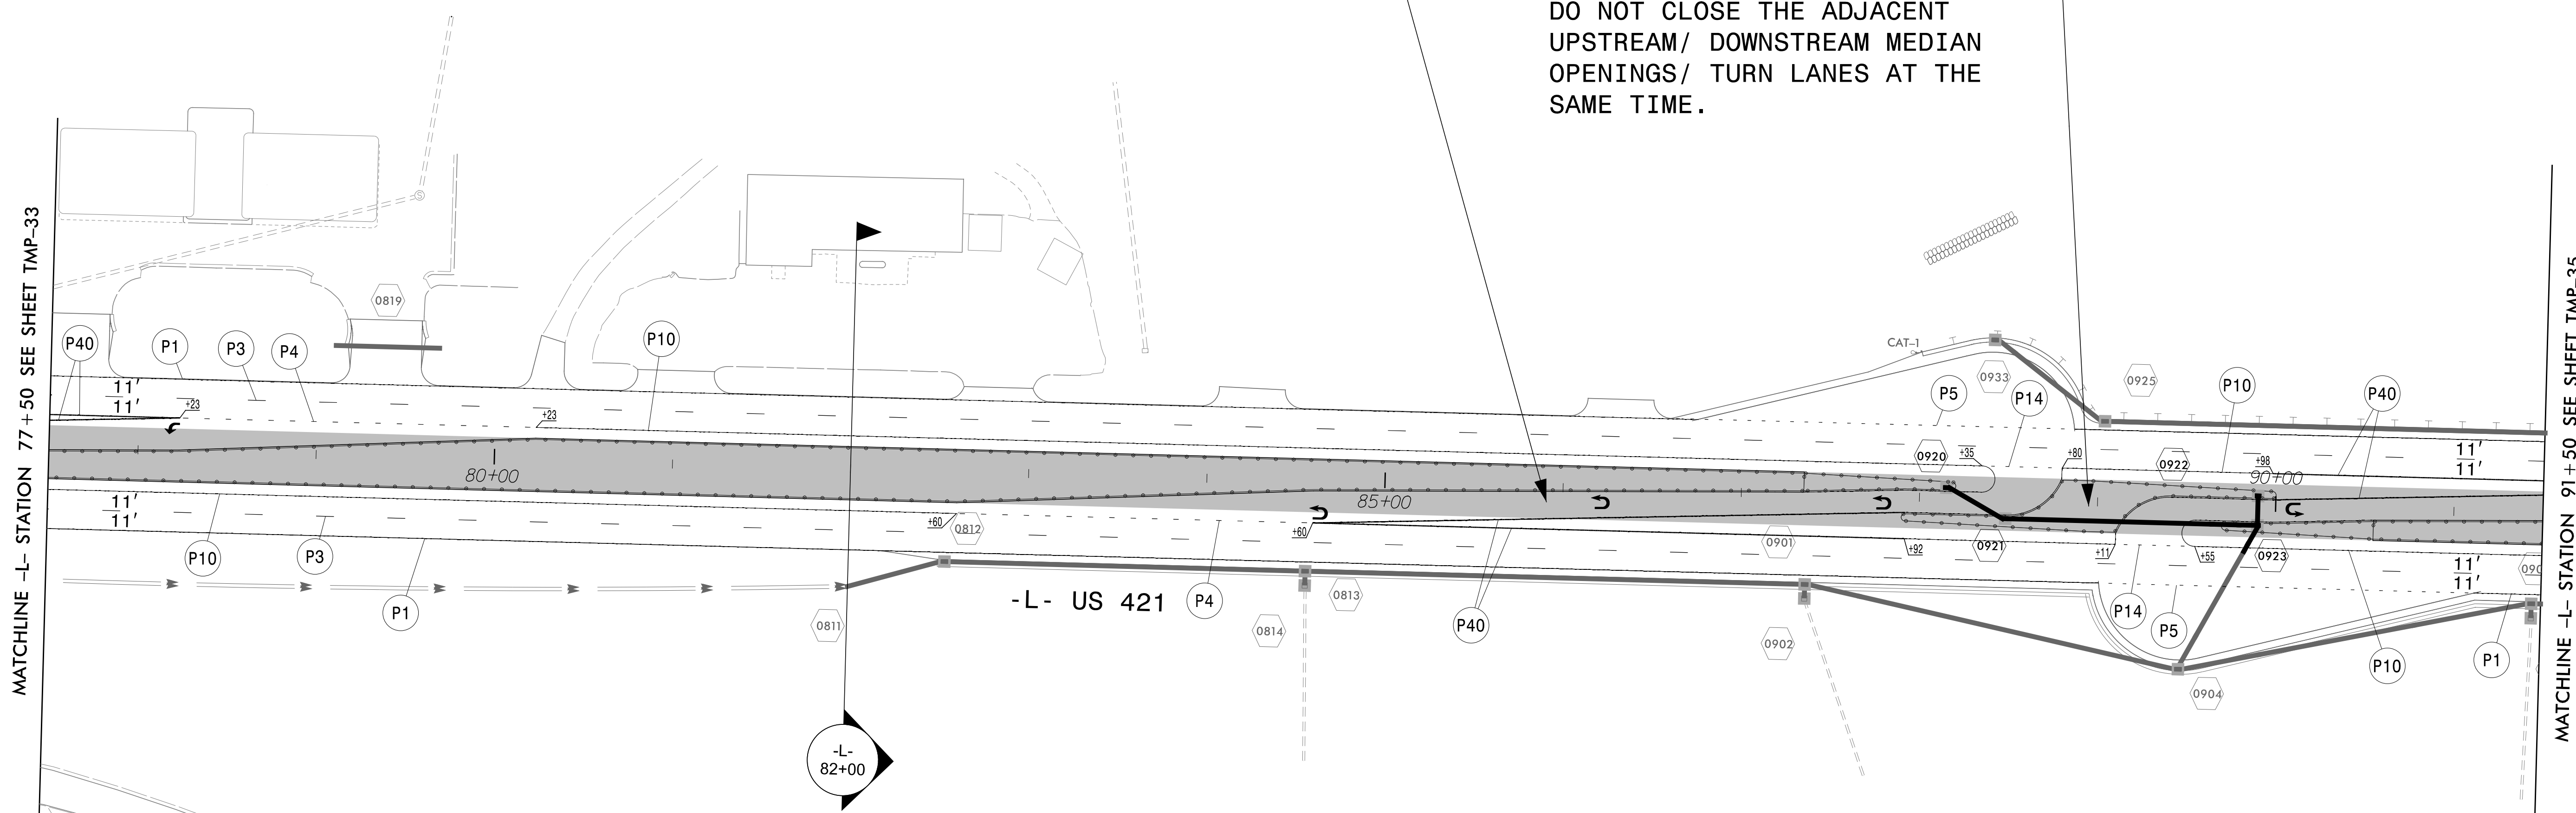 DO NOT CLOSE THE ADJACENT
UPSTREAM/ DOWNSTREAM MEDIAN
OPENINGS/ TURN LANES AT THE
SAME TIME.
MATCHLINE –L– STATION 77+50 SEE SHEET TMP–33
S
0819
P40
P1
P3
P4
P10
11'
11'
+23
+23
80+00
11'
11'
P10
P3
P1
+60
0812
0811
-L- US 421
P4
0814
0813
+60
85+00
P40
0901
0902
CAT–1
0933
0925
P5
P14
P10
P40
0920
+35
+80
0922
+98
90+00
11'
11'
+92
0921
+11
+55
0923
11'
11'
090
P14
P5
P10
P1
0904
-L-
82+00
MATCHLINE –L– STATION 91+50 SEE SHEET TMP–35